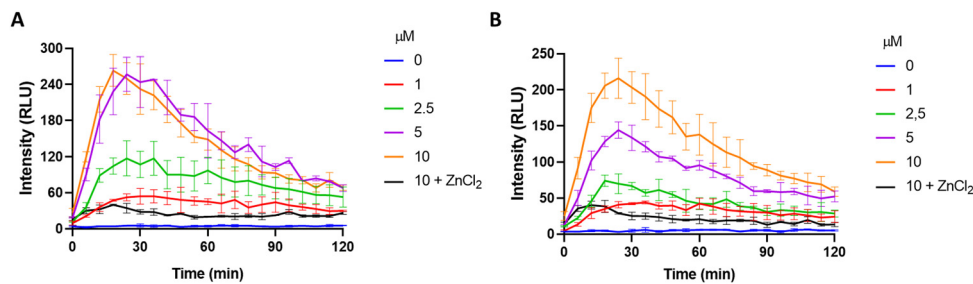 A
Intensity (RLU)
300
240
180
120
60
0
0 30 60 90 120
Time (min)
μM
0
1
2.5
5
10
10 + ZnCl₂
B
Intensity (RLU)
250
200
150
100
50
0
0 30 60 90 120
Time (min)
μM
0
1
2,5
5
10
10 + ZnCl₂